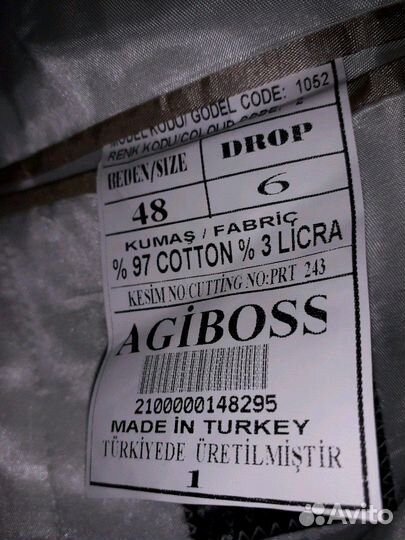 MODEL KODU/GODEL CODE: 1052
RENK KODU/COLOUR CODE: 2
BEDEN/SIZE DROP
48 6
KUMAŞ / FABRİÇ
% 97 COTTON % 3 LİCRA
KESİM NO CUTTING NO:PRT 243
AGİBOSS
2100000148295
MADE İN TURKEY
TÜRKİYEDE ÜRETİLMİŞTİR
1
Avito